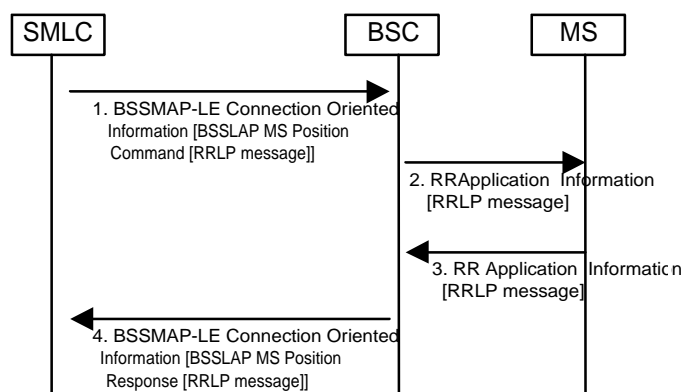 SMLC
BSC
MS
1. BSSMAP-LE Connection Oriented
Information [BSSLAP MS Position
Command [RRLP message]]
2. RRApplication Information
[RRLP message]
3. RR Application Information
[RRLP message]
4. BSSMAP-LE Connection Oriented
Information [BSSLAP MS Position
Response [RRLP message]]